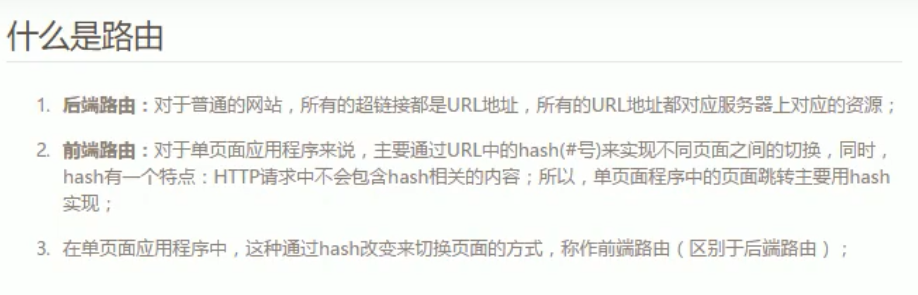 什么是路由
1. 后端路由：对于普通的网站，所有的超链接都是URL地址，所有的URL地址都对应服务器上对应的资源；
2. 前端路由：对于单页面应用程序来说，主要通过URL中的hash(#号)来实现不同页面之间的切换，同时，
hash有一个特点：HTTP请求中不会包含hash相关的内容；所以，单页面程序中的页面跳转主要用hash
实现；
3. 在单页面应用程序中，这种通过hash改变来切换页面的方式，称作前端路由（区别于后端路由）；